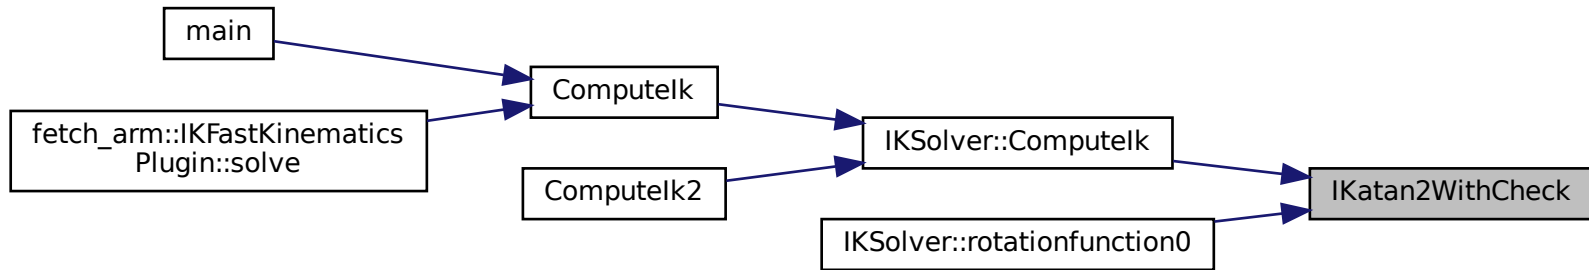 main
fetch_arm::IKFastKinematics
Plugin::solve
ComputeIk
ComputeIk2
IKSolver::ComputeIk
IKSolver::rotationfunction0
IKatan2WithCheck